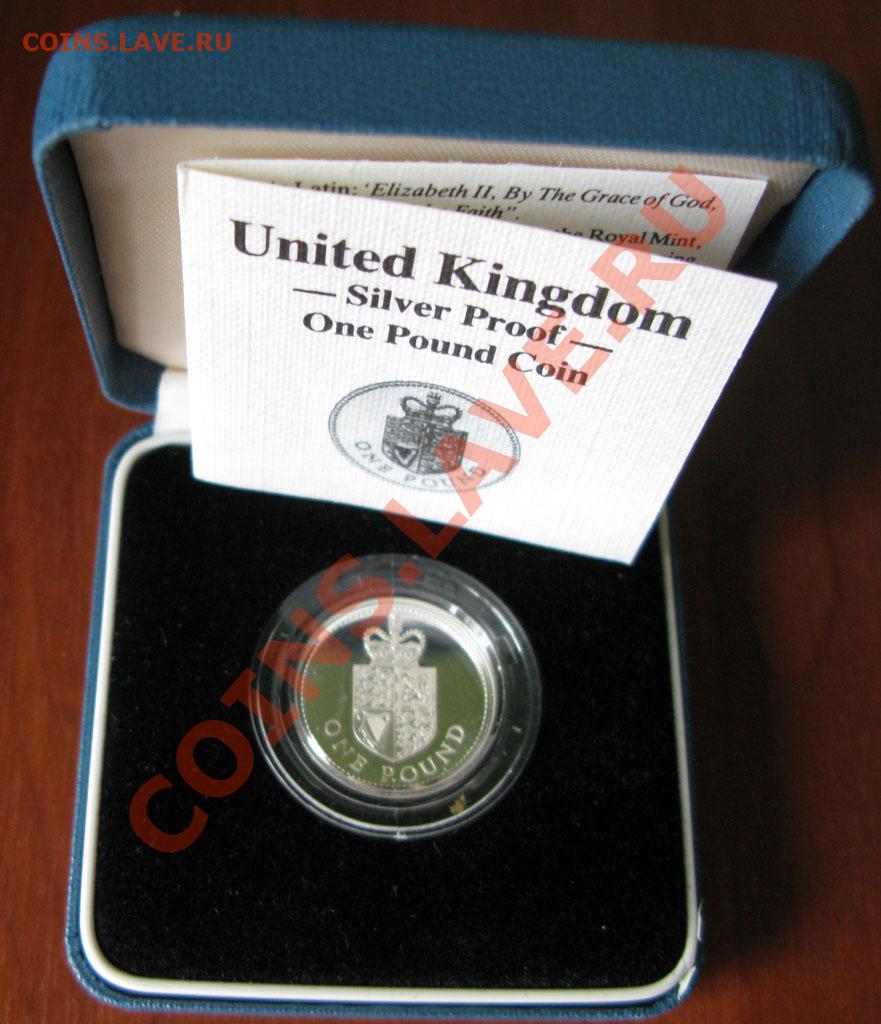 COINS.LAVE.RU
Latin: 'Elizabeth II, By The Grace of God,
Faith".
the Royal Mint,
United Kingdom
— Silver Proof —
One Pound Coin
ONE POUND
ONE POUND
COINS.LAVE.RU